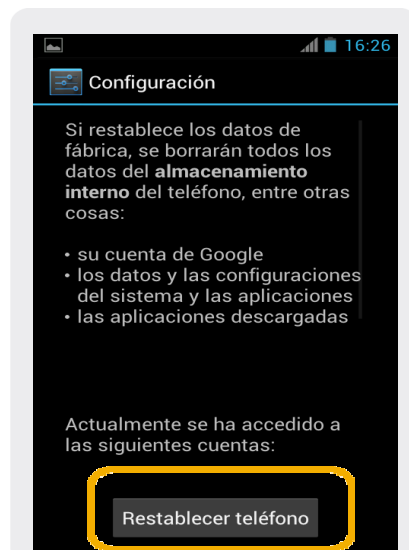 16:26
Configuración
Si restablece los datos de
fábrica, se borrarán todos los
datos del almacenamiento
interno del teléfono, entre otras
cosas:
• su cuenta de Google
• los datos y las configuraciones
del sistema y las aplicaciones
• las aplicaciones descargadas
Actualmente se ha accedido a
las siguientes cuentas:
Restablecer teléfono